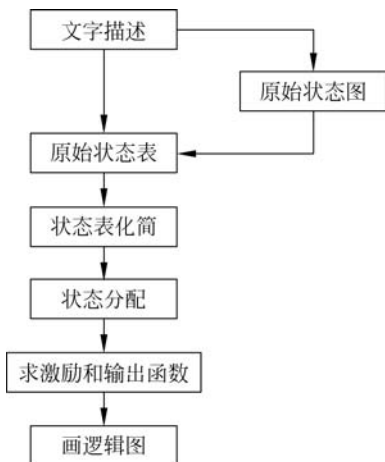 文字描述
原始状态图
原始状态表
状态表化简
状态分配
求激励和输出函数
画逻辑图